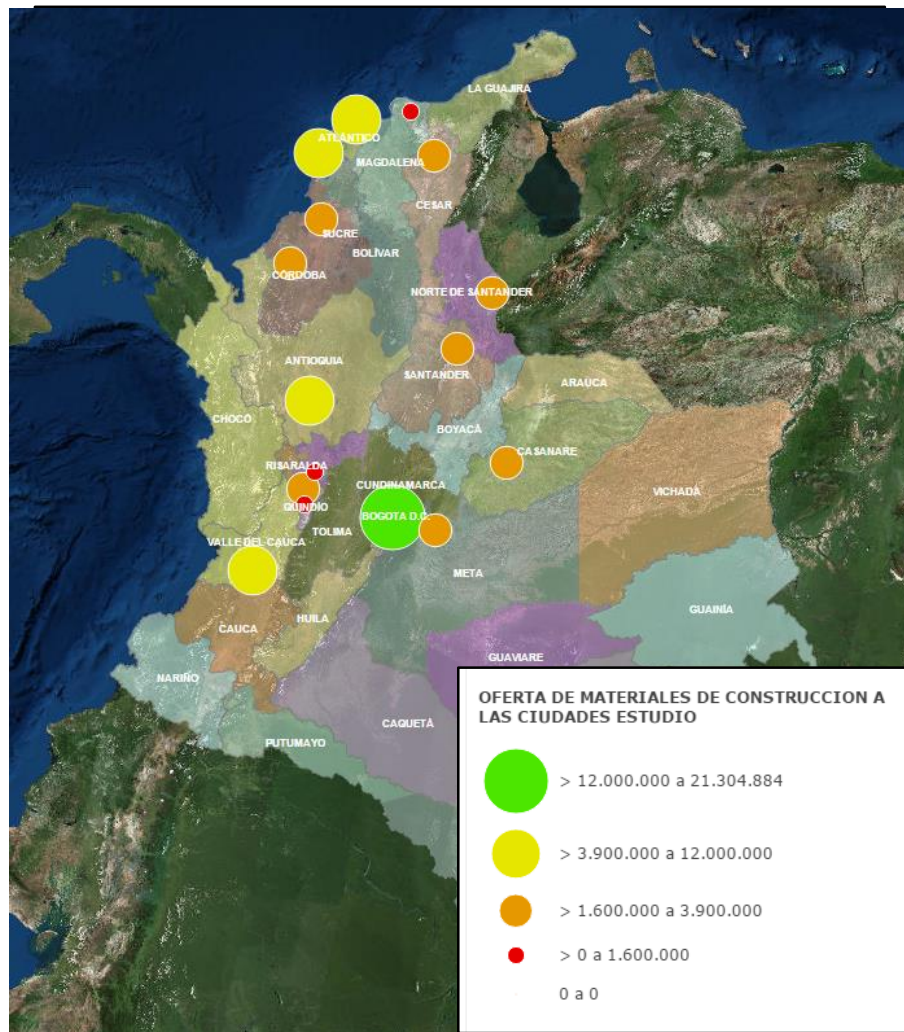 LA GUAJIRA
ATLÁNTICO
MAGDALENA
CESAR
SUCRE
BOLÍVAR
CÓRDOBA
NORTE DE SANTANDER
ANTIOQUIA
SANTANDER
ARAUCA
CHOCÓ
BOYACÁ
CASANARE
RISARALDA
CUNDINAMARCA
VICHADA
QUINDIO
BOGOTA D.C.
TOLIMA
VALLE DEL CAUCA
META
GUAINÍA
HUILA
CAUCA
GUAVIARE
NARIÑO
CAQUETÁ
PUTUMAYO
OFERTA DE MATERIALES DE CONSTRUCCION A
LAS CIUDADES ESTUDIO
> 12.000.000 a 21.304.884
> 3.900.000 a 12.000.000
> 1.600.000 a 3.900.000
> 0 a 1.600.000
0 a 0